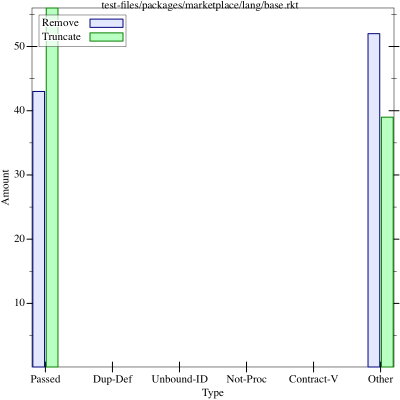 test-files/packages/marketplace/lang/base.rkt
Remove
Truncate
50
40
30
20
10
Amount
Passed Dup-Def Unbound-ID Not-Proc Contract-V Other
Type